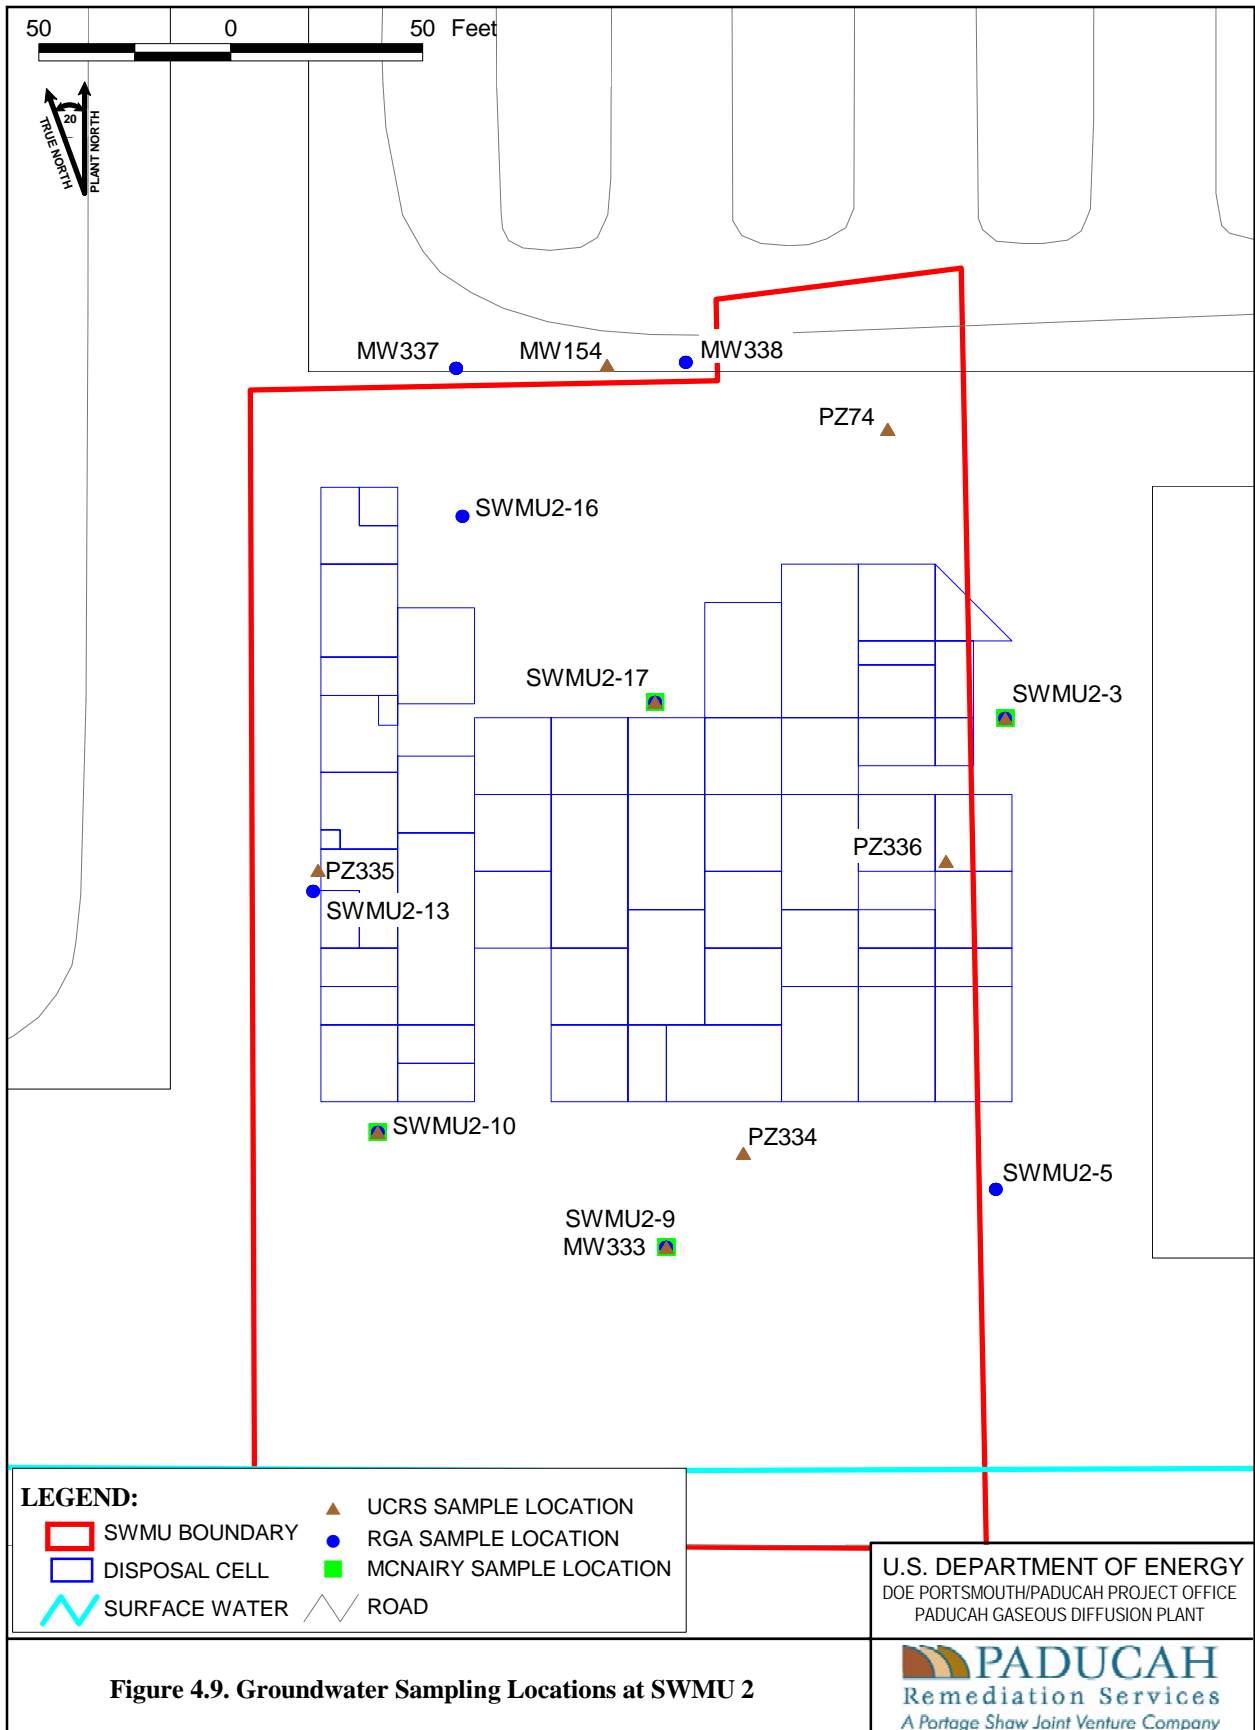 50 0 50 Feet
20
TRUE NORTH
PLANT NORTH
MW337
MW154
MW338
PZ74
SWMU2-16
SWMU2-17
SWMU2-3
PZ336
PZ335
SWMU2-13
SWMU2-10
PZ334
SWMU2-5
SWMU2-9
MW333
LEGEND:
SWMU BOUNDARY
DISPOSAL CELL
SURFACE WATER
UCRS SAMPLE LOCATION
RGA SAMPLE LOCATION
MCNAIRY SAMPLE LOCATION
ROAD
U.S. DEPARTMENT OF ENERGY
DOE PORTSMOUTH/PADUCAH PROJECT OFFICE
PADUCAH GASEOUS DIFFUSION PLANT
Figure 4.9. Groundwater Sampling Locations at SWMU 2
PADUCAH
Remediation Services
A Portage Shaw Joint Venture Company